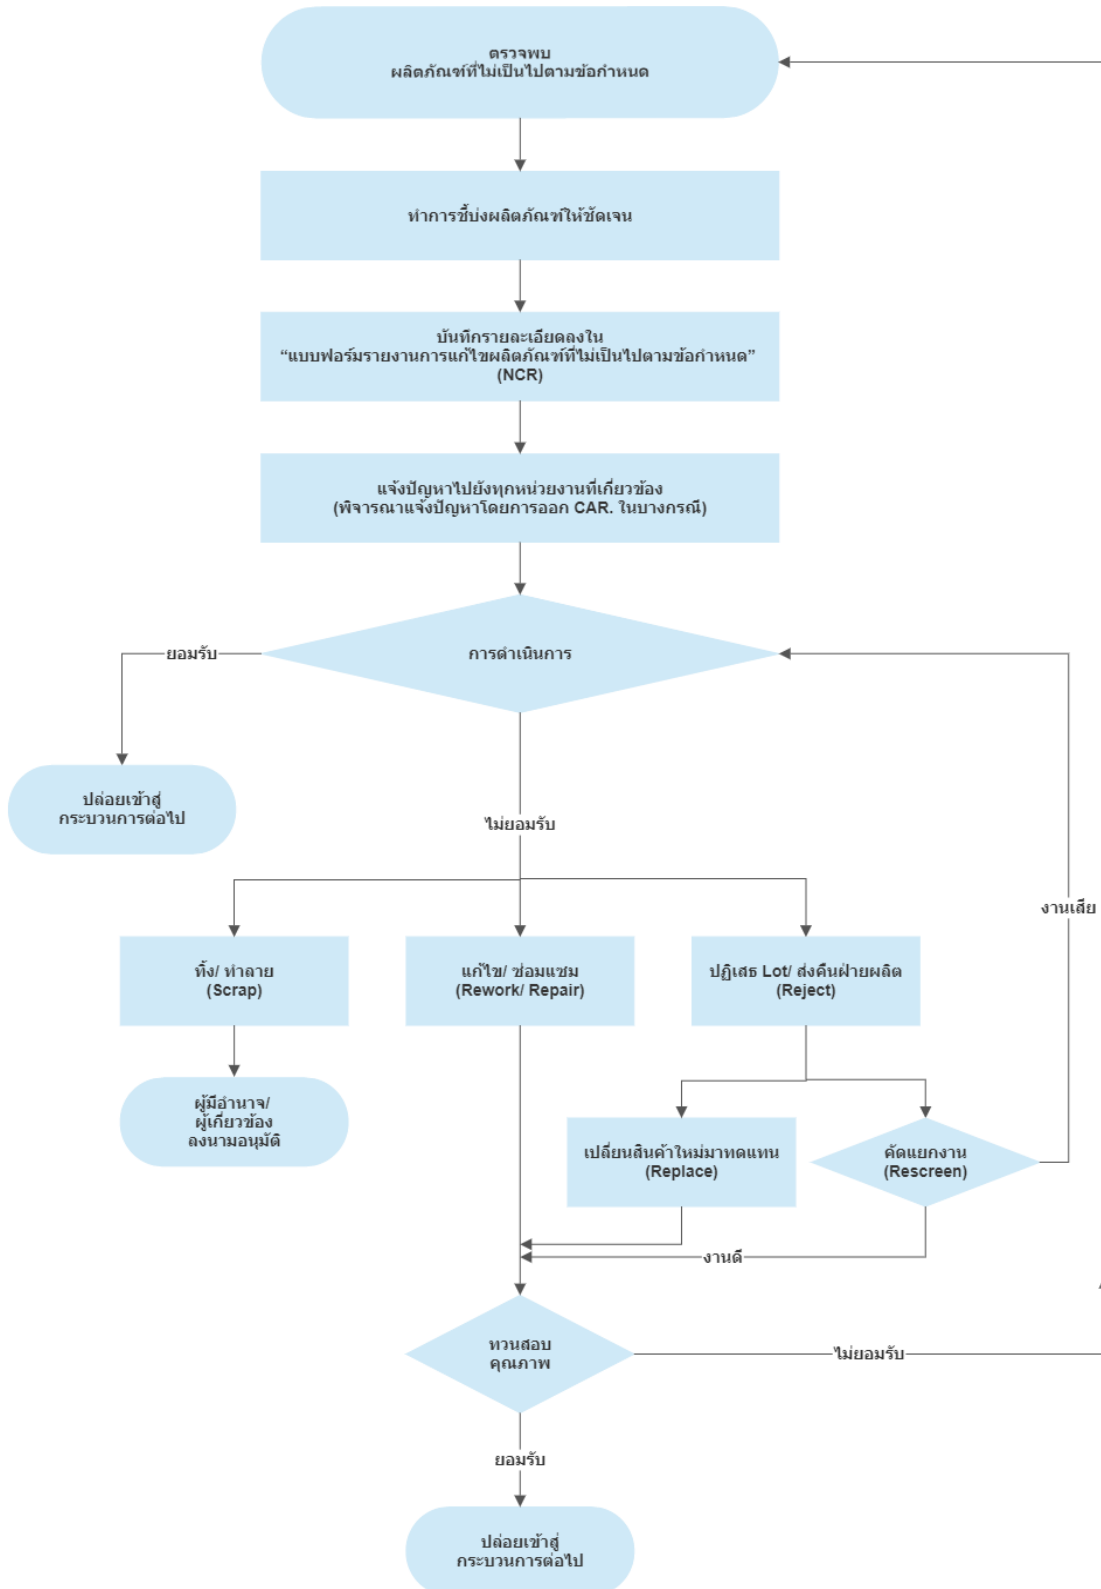 ตรวจพบ
ผลิตภัณฑ์ที่ไม่เป็นไปตามข้อกำหนด
ทำการชี้บ่งผลิตภัณฑ์ให้ชัดเจน
บันทึกรายละเอียดลงใน
“แบบฟอร์มรายงานการแก้ไขผลิตภัณฑ์ที่ไม่เป็นไปตามข้อกำหนด”
(NCR)
แจ้งปัญหาไปยังทุกหน่วยงานที่เกี่ยวข้อง
(พิจารณาแจ้งปัญหาโดยการออก CAR. ในบางกรณี)
การดำเนินการ
ยอมรับ
ปล่อยเข้าสู่
กระบวนการต่อไป
ไม่ยอมรับ
งานเสีย
ทิ้ง/ ทำลาย
(Scrap)
แก้ไข/ ซ่อมแซม
(Rework/ Repair)
ปฏิเสธ Lot/ ส่งคืนฝ่ายผลิต
(Reject)
ผู้มีอำนาจ/
ผู้เกี่ยวข้อง
ลงนามอนุมัติ
เปลี่ยนสินค้าใหม่มาทดแทน
(Replace)
คัดแยกงาน
(Rescreen)
งานดี
ทวนสอบ
คุณภาพ
ไม่ยอมรับ
ยอมรับ
ปล่อยเข้าสู่
กระบวนการต่อไป